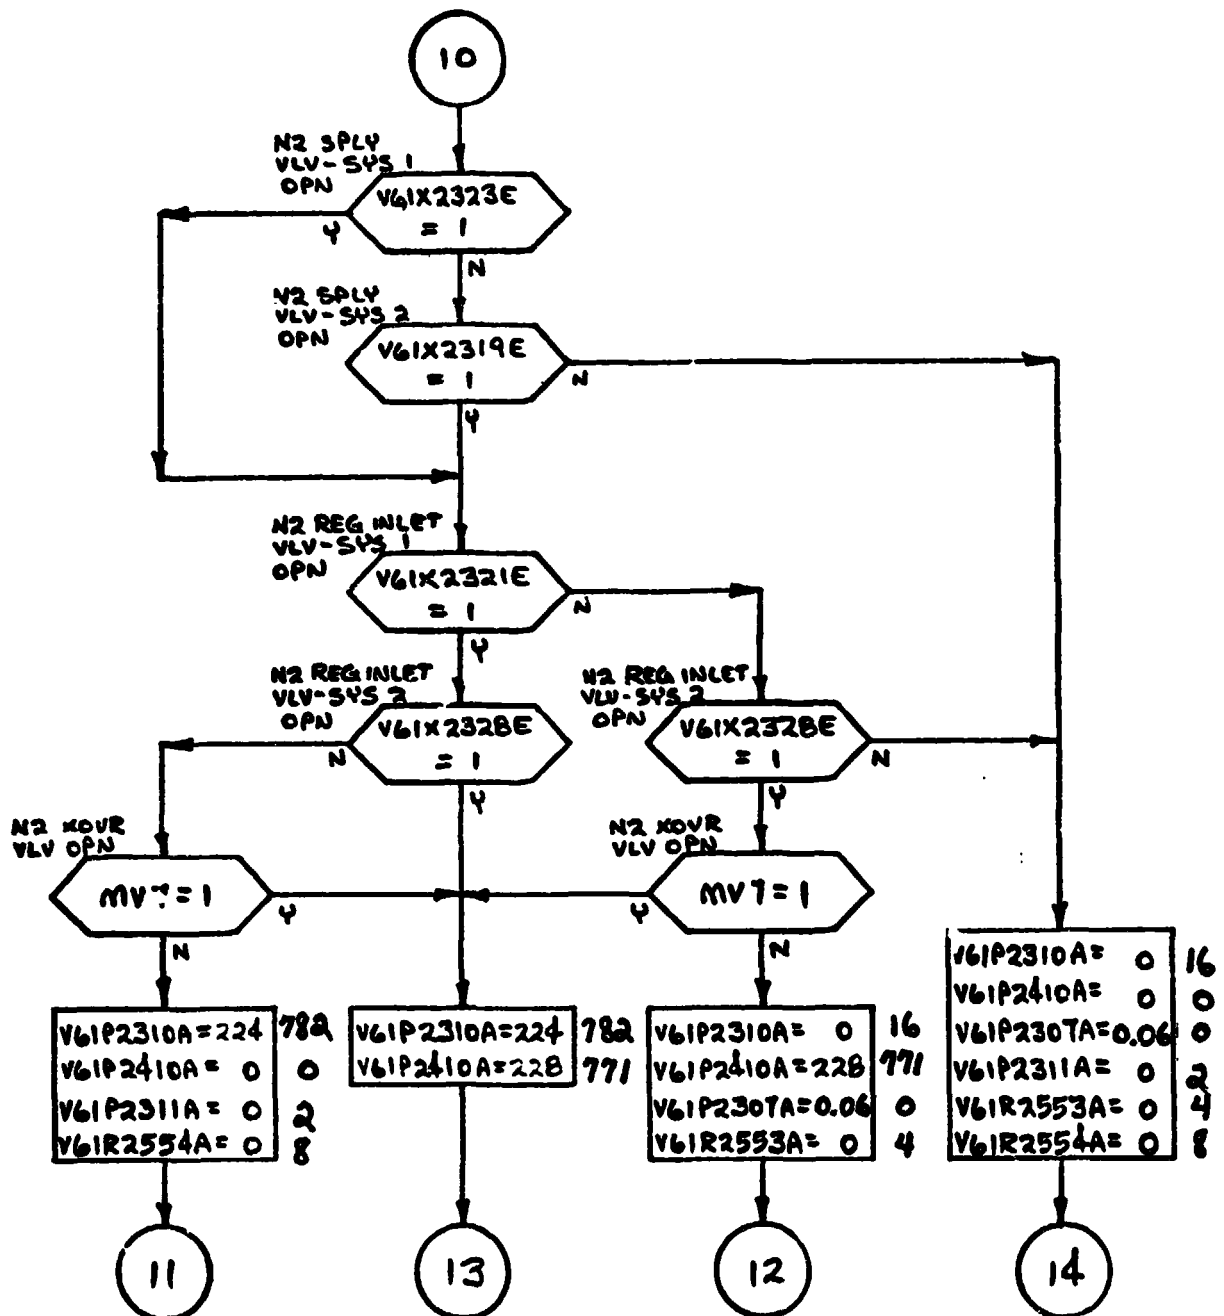 10
N2 SPLY
VLV-SYS 1
OPN
V61X2323E
= 1
Y
N
N2 SPLY
VLV-SYS 2
OPN
V61X2319E
= 1
N
Y
N2 REG INLET
VLV-SYS 1
OPN
V61X2321E
= 1
N
Y
N2 REG INLET
VLV-SYS 2
OPN
V61X2328E
= 1
N
Y
N2 REG INLET
VLV-SYS 2
OPN
V61X2328E
= 1
N
Y
N2 XOVR
VLV OPN
= 1
Y
N
N2 XOVR
VLV OPN
MV7 = 1
Y
N
V61P2310A=224 782
V61P2410A= 0 0
V61P2311A= 0 2
V61R2554A= 0 8
V61P2310A=224 782
V61P2410A=228 771
V61P2310A= 0 16
V61P2410A=228 771
V61P2307A=0.06 0
V61R2553A= 0 4
V61P2310A= 0 16
V61P2410A= 0 0
V61P2307A=0.06 0
V61P2311A= 0 2
V61R2553A= 0 4
V61R2554A= 0 8
11
13
12
14